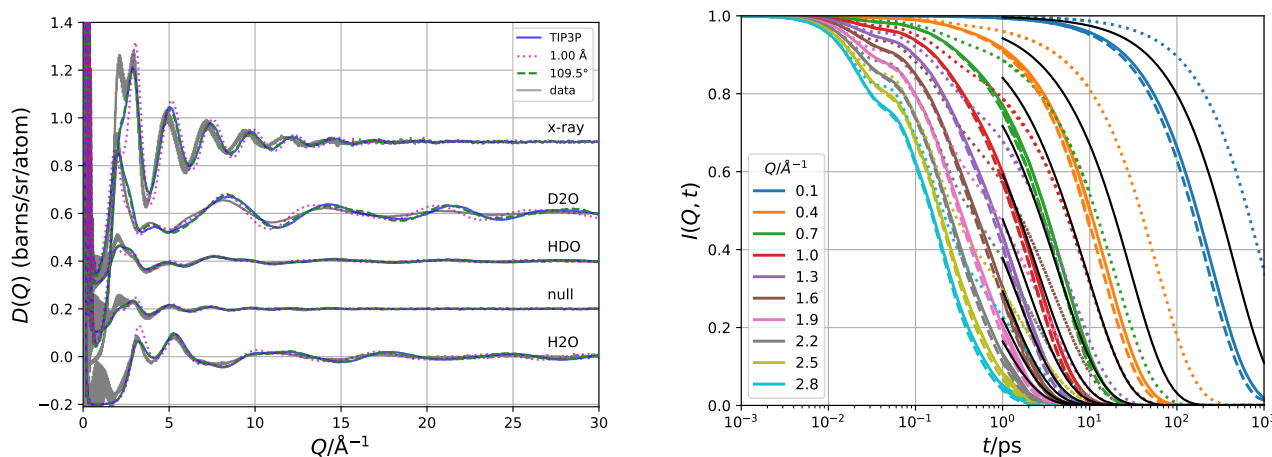 1.4
1.2
1.0
0.8
0.6
0.4
0.2
0.0
−0.2
D(Q) (barns/sr/atom)
TIP3P
1.00 Å
109.5°
data
x-ray
D2O
HDO
null
H2O
0 5 10 15 20 25 30
Q/Å⁻¹
1.0
0.8
0.6
0.4
0.2
0.0
I(Q, t)
Q/Å⁻¹
0.1
0.4
0.7
1.0
1.3
1.6
1.9
2.2
2.5
2.8
10⁻³ 10⁻² 10⁻¹ 10⁰ 10¹ 10² 10³
t/ps